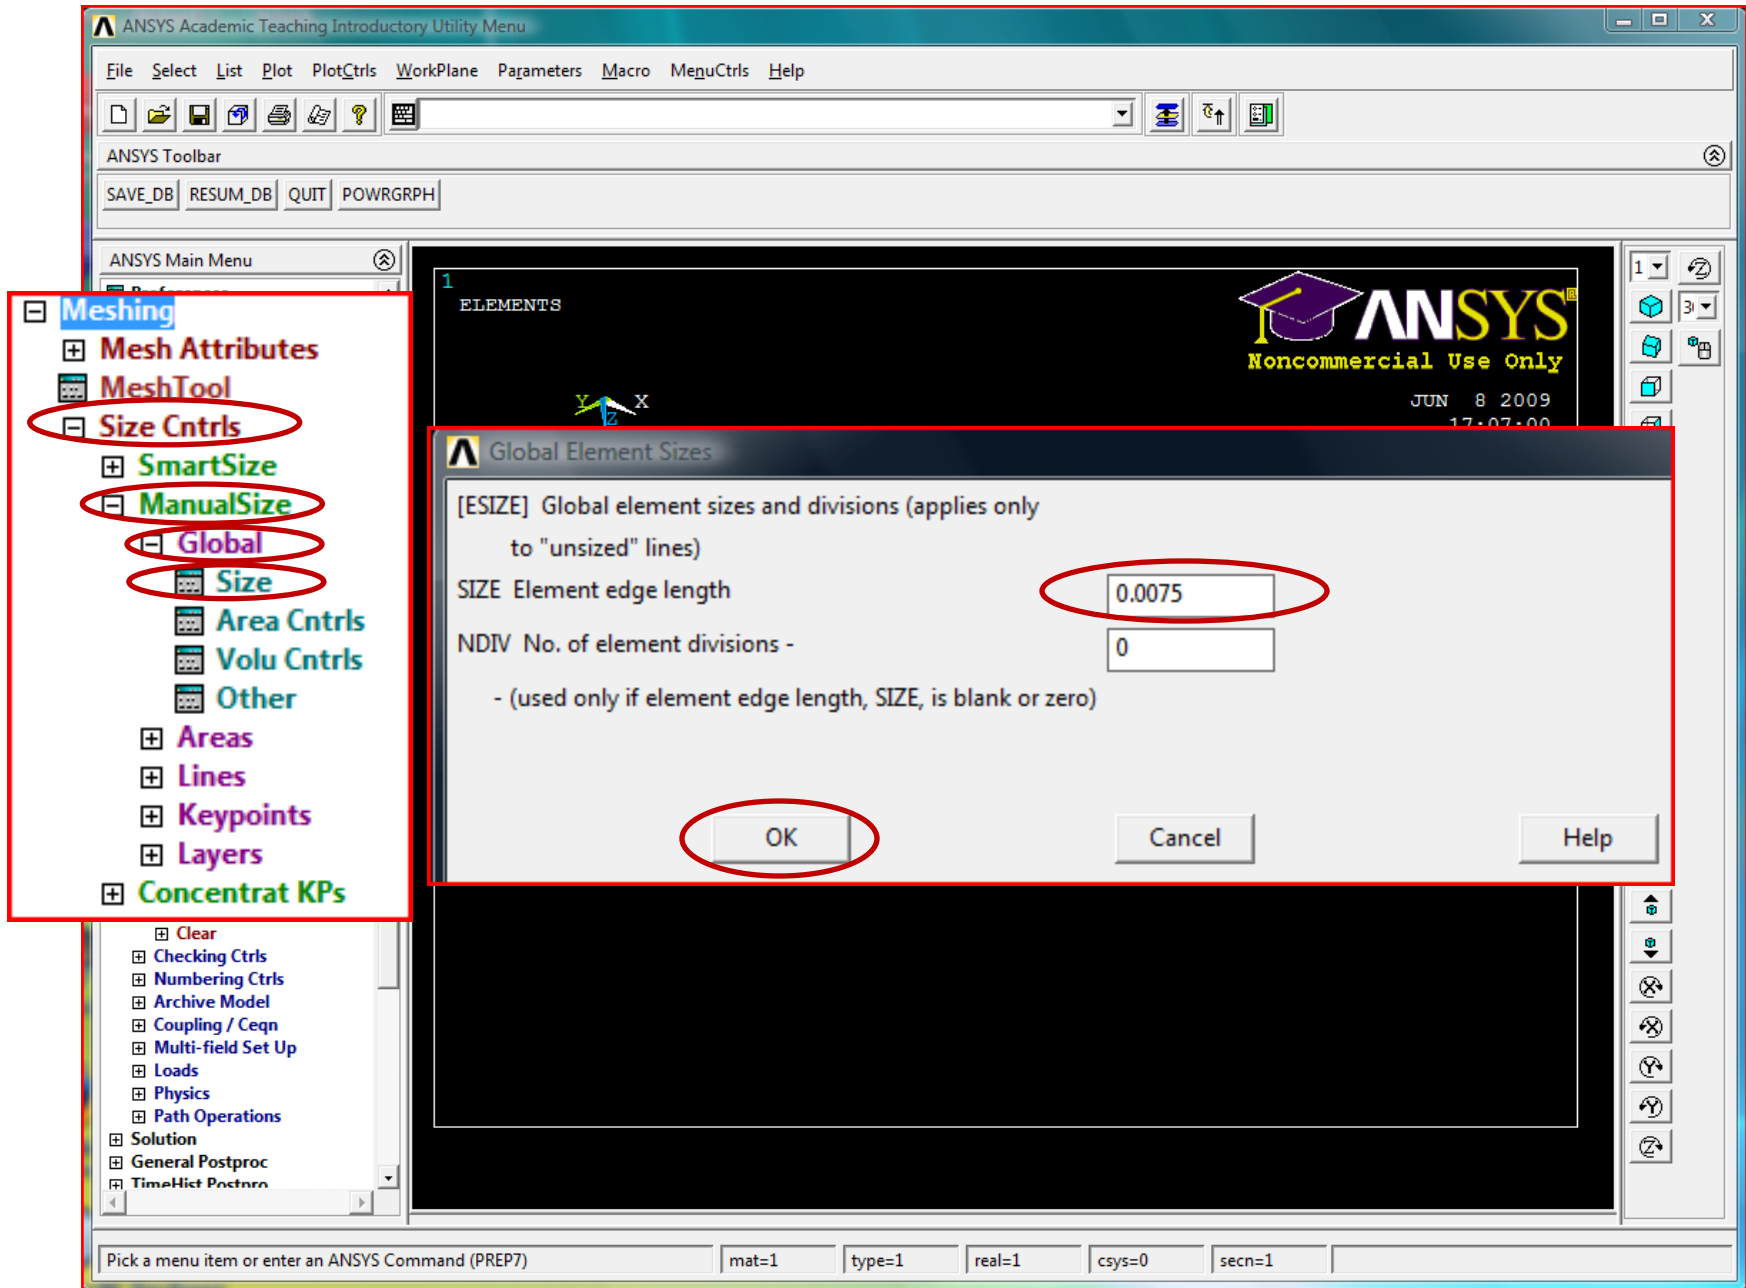 ANSYS Academic Teaching Introductory Utility Menu
File Select List Plot PlotCtrls WorkPlane Parameters Macro MenuCtrls Help
ANSYS Toolbar
SAVE_DB RESUM_DB QUIT POWRGRPH
ANSYS Main Menu
Preferences
Meshing
Mesh Attributes
MeshTool
Size Cntrls
SmartSize
ManualSize
Global
Size
Area Cntrls
Volu Cntrls
Other
Areas
Lines
Keypoints
Layers
Concentrat KPs
Clear
Checking Ctrls
Numbering Ctrls
Archive Model
Coupling / Ceqn
Multi-field Set Up
Loads
Physics
Path Operations
Solution
General Postproc
TimeHist Postpro
1
ELEMENTS
ANSYS®
Noncommercial Use Only
JUN 8 2009
17:07:00
Y X
Z
Global Element Sizes
[ESIZE] Global element sizes and divisions (applies only
to "unsized" lines)
SIZE Element edge length 0.0075
NDIV No. of element divisions - 0
- (used only if element edge length, SIZE, is blank or zero)
OK Cancel Help
1
Pick a menu item or enter an ANSYS Command (PREP7) mat=1 type=1 real=1 csys=0 secn=1